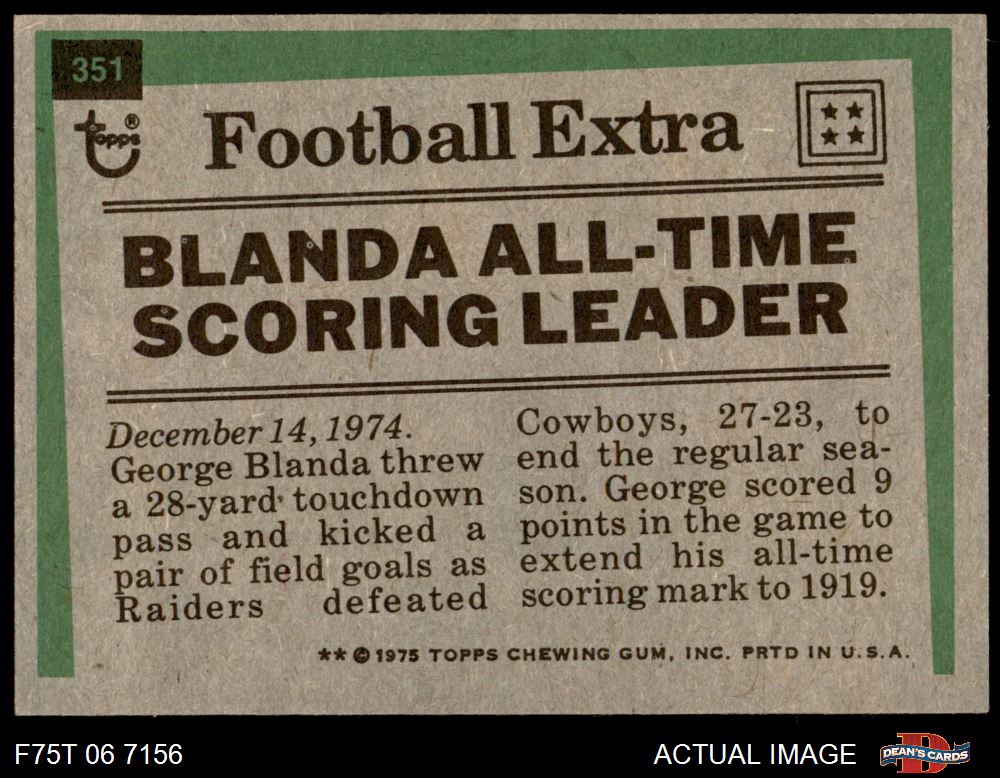 351
topps®
Football Extra
BLANDA ALL-TIME
SCORING LEADER
December 14, 1974.
George Blanda threw
a 28-yard touchdown
pass and kicked a
pair of field goals as
Raiders defeated
Cowboys, 27-23, to
end the regular sea-
son. George scored 9
points in the game to
extend his all-time
scoring mark to 1919.
** © 1975 TOPPS CHEWING GUM, INC. PRTD IN U.S.A.
F75T 06 7156
ACTUAL IMAGE
D
DEAN'S CARDS